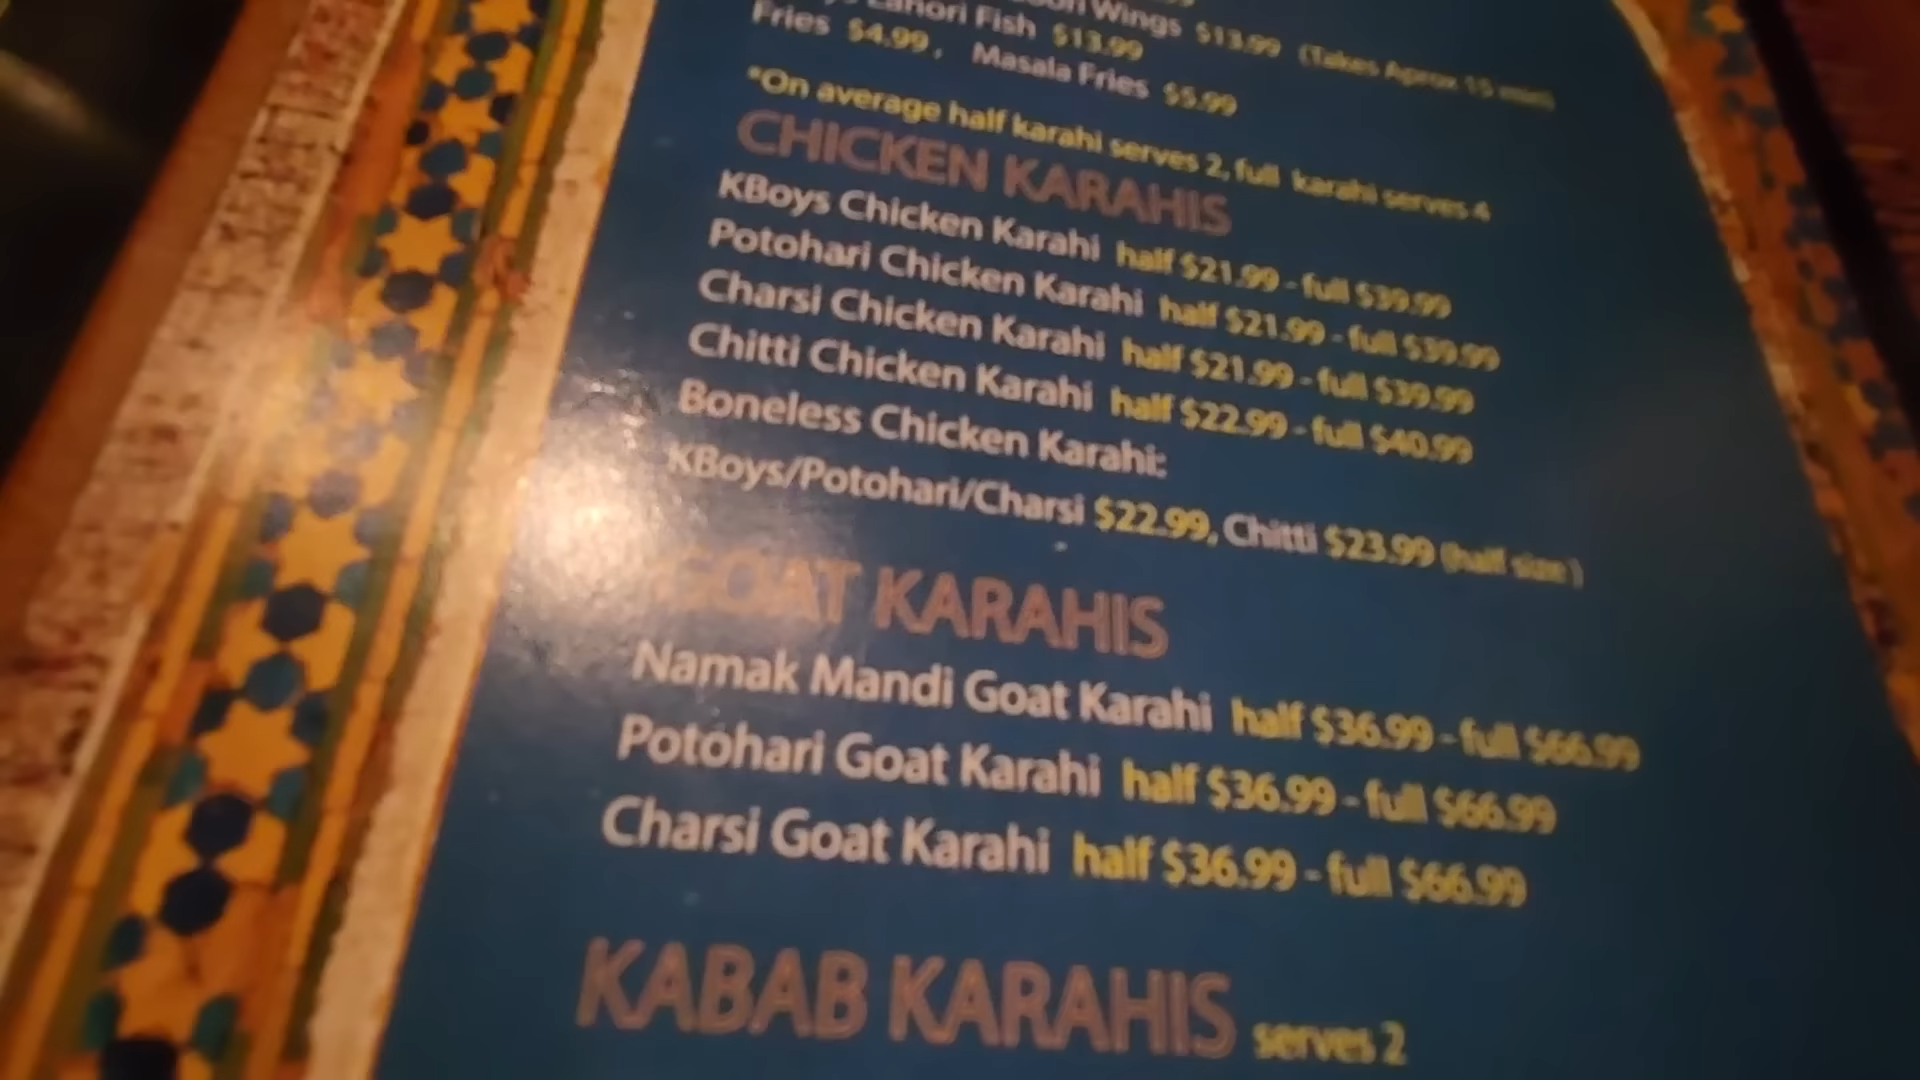 Wings $13.99 (Takes Aprox 15 min)
Lahori Fish $13.99
Fries $4.99, Masala Fries $5.99
*On average half karahi serves 2, full karahi serves 4
CHICKEN KARAHIS
KBoys Chicken Karahi half $21.99 - full $39.99
Potohari Chicken Karahi half $21.99 - full $39.99
Charsi Chicken Karahi half $21.99 - full $39.99
Chitti Chicken Karahi half $22.99 - full $40.99
Boneless Chicken Karahi:
KBoys/Potohari/Charsi $22.99, Chitti $23.99 (half size)
GOAT KARAHIS
Namak Mandi Goat Karahi half $36.99 - full $66.99
Potohari Goat Karahi half $36.99 - full $66.99
Charsi Goat Karahi half $36.99 - full $66.99
KABAB KARAHIS serves 2